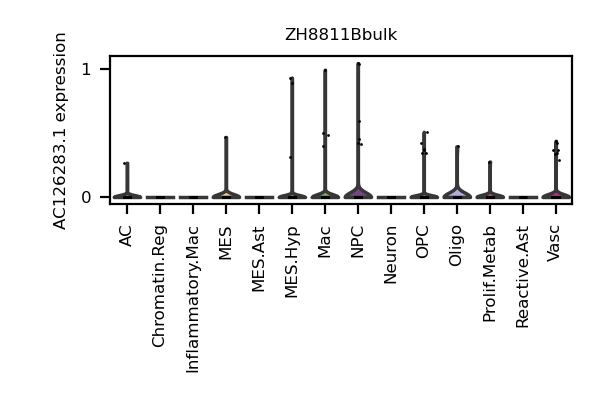 ZH8811Bbulk
AC126283.1 expression
1
0
AC
Chromatin.Reg
Inflammatory.Mac
MES
MES.Ast
MES.Hyp
Mac
NPC
Neuron
OPC
Oligo
Prolif.Metab
Reactive.Ast
Vasc